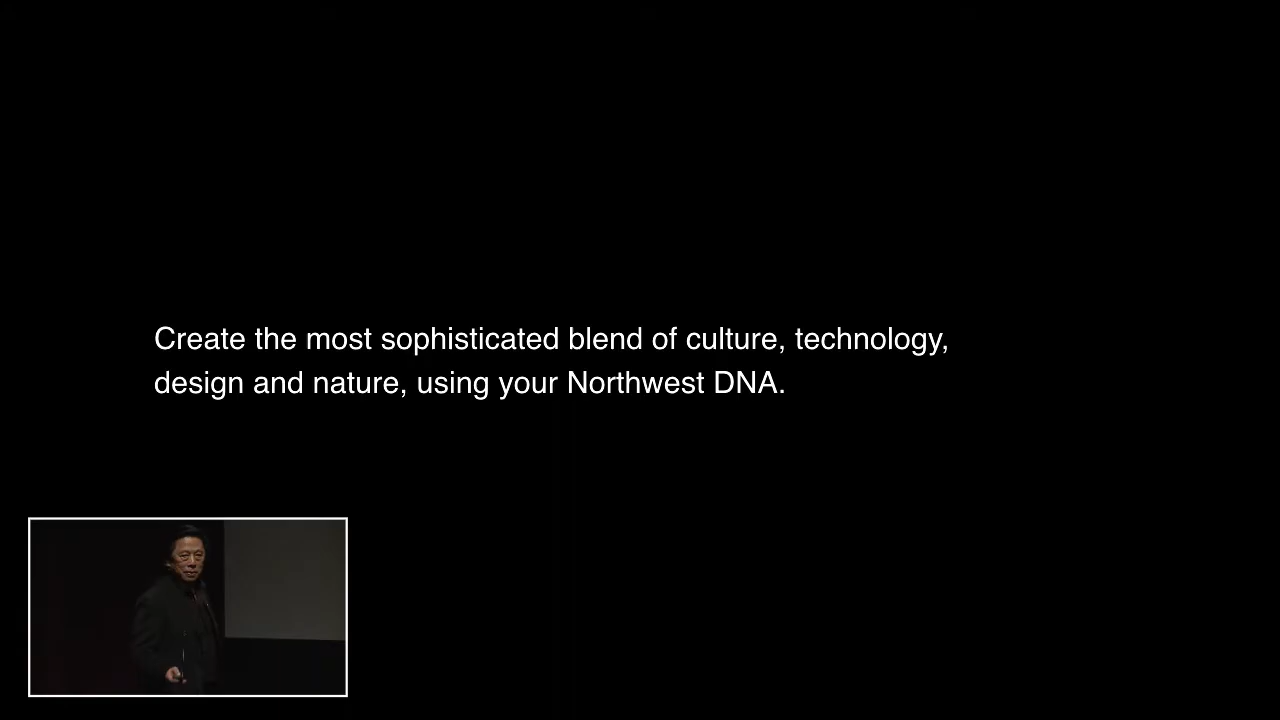 Create the most sophisticated blend of culture, technology,
design and nature, using your Northwest DNA.